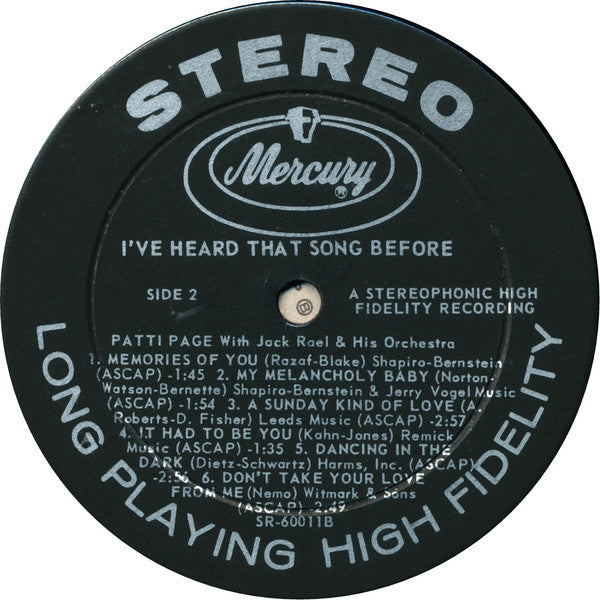 STEREO
Mercury
®
I'VE HEARD THAT SONG BEFORE
SIDE 2
A STEREOPHONIC HIGH
FIDELITY RECORDING
PATTI PAGE With Jack Rael & His Orchestra
1. MEMORIES OF YOU (Razaf-Blake) Shapiro-Bernstein
(ASCAP) -1:45 2. MY MELANCHOLY BABY (Norton-
Watson-Bernette) Shapiro-Bernstein & Jerry Vogel Music
(ASCAP) -1:54 3. A SUNDAY KIND OF LOVE (A.
Roberts-D. Fisher) Leeds Music (ASCAP) -2:57
4. IT HAD TO BE YOU (Kahn-Jones) Remick
Music (ASCAP) -1:35 5. DANCING IN THE
DARK (Dietz-Schwartz) Harms, Inc. (ASCAP)
-2:56 6. DON'T TAKE YOUR LOVE
FROM ME (Nemo) Witmark & Sons
(ASCAP) 2:49
SR-60011B
LONG PLAYING HIGH FIDELITY